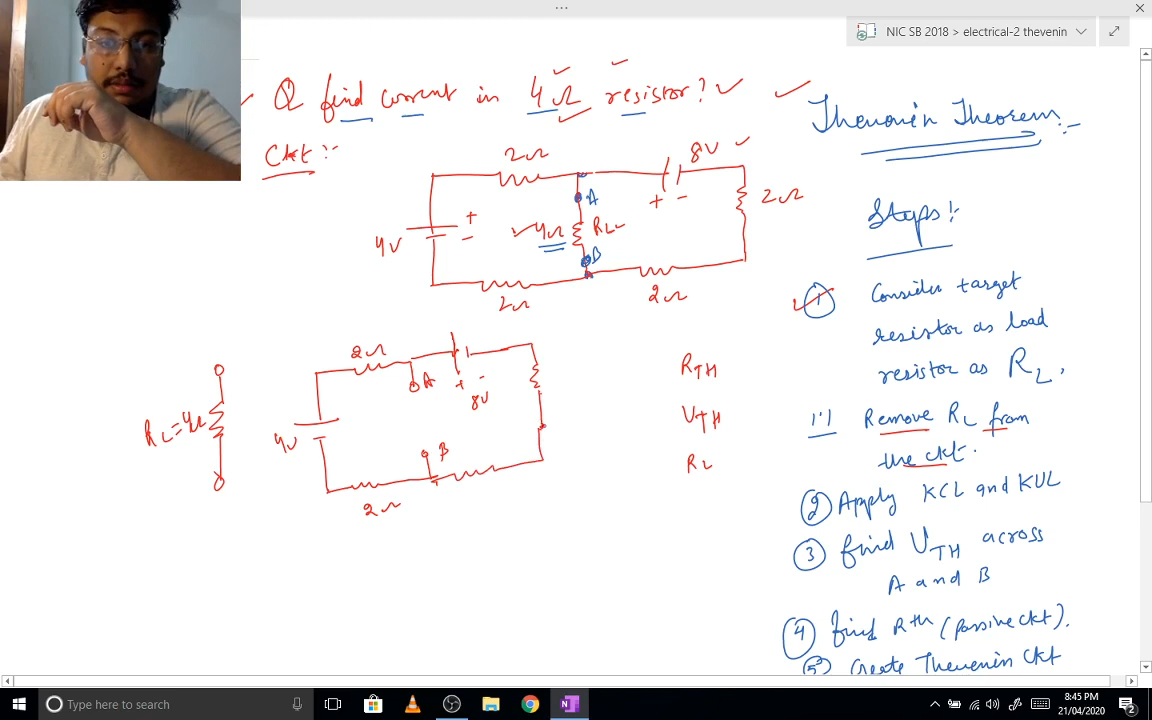 NIC SB 2018 > electrical-2 thevenin
Q find current in 4Ω resistor?
Ckt :-
Thevenin Theorem :-
Steps :
① Consider target
resistor as load
resistor as RL.
1.1) Remove RL from
the ckt.
② Apply KCL and KVL
③ find VTH across
A and B
④ find Rth (passive ckt).
⑤ Create Thevenin Ckt
2Ω
8V
+ -
2Ω
A
4Ω
RL
B
4V
+
-
2Ω
2Ω
RL=4Ω
2Ω
A
+ -
8V
4V
B
2Ω
RTH
VTH
RL
Type here to search
8:45 PM
21/04/2020
2